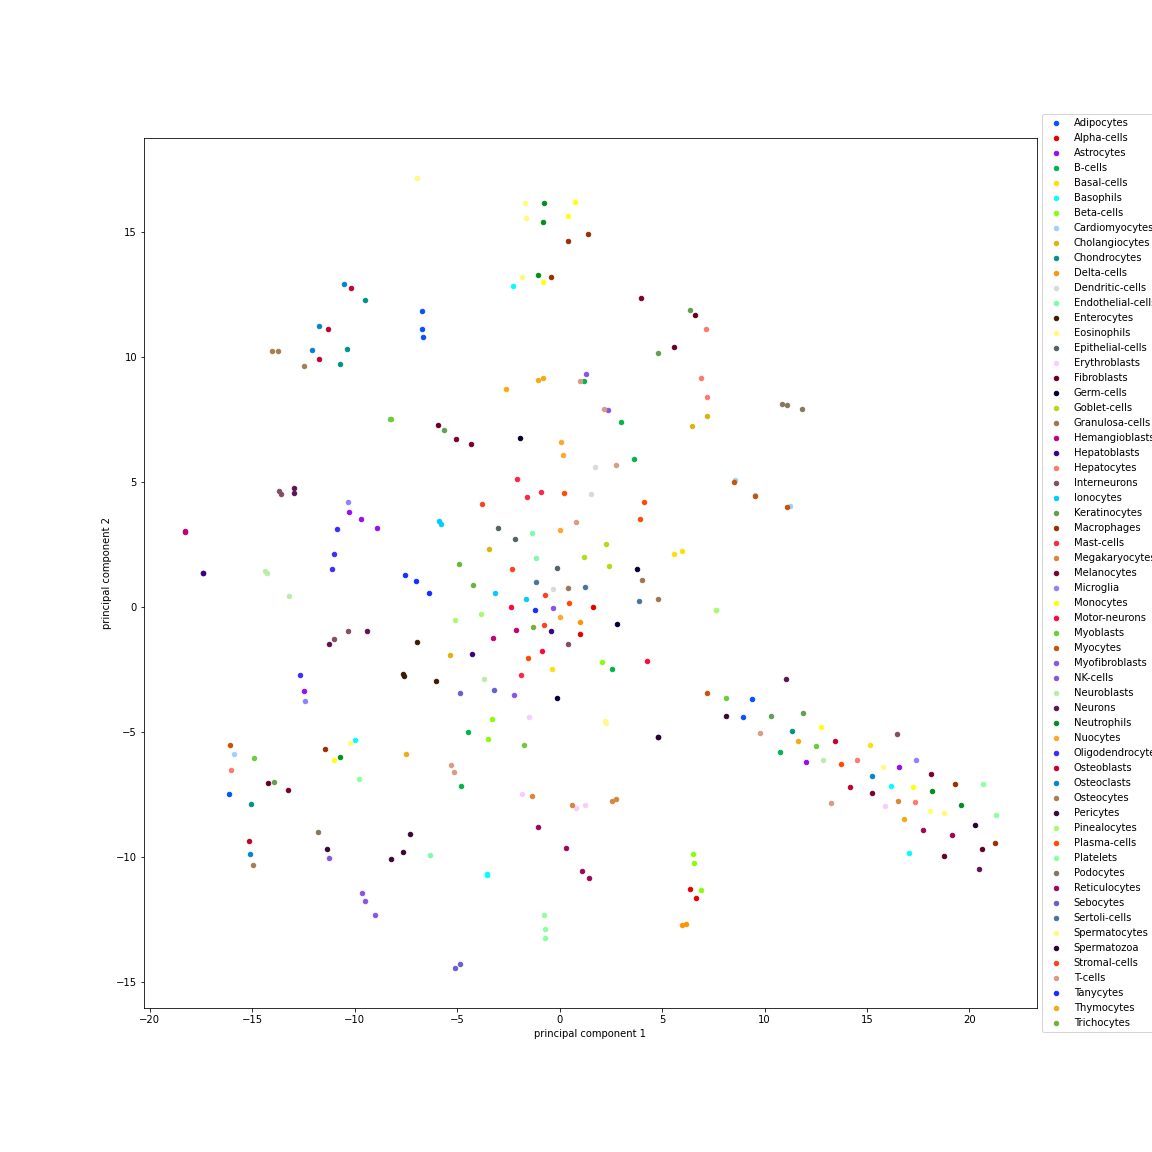 Adipocytes
Alpha-cells
Astrocytes
B-cells
Basal-cells
Basophils
Beta-cells
Cardiomyocytes
Cholangiocytes
Chondrocytes
Delta-cells
Dendritic-cells
Endothelial-cells
Enterocytes
Eosinophils
Epithelial-cells
Erythroblasts
Fibroblasts
Germ-cells
Goblet-cells
Granulosa-cells
Hemangioblasts
Hepatoblasts
Hepatocytes
Interneurons
Ionocytes
Keratinocytes
Macrophages
Mast-cells
Megakaryocytes
Melanocytes
Microglia
Monocytes
Motor-neurons
Myoblasts
Myocytes
Myofibroblasts
NK-cells
Neuroblasts
Neurons
Neutrophils
Nuocytes
Oligodendrocyte
Osteoblasts
Osteoclasts
Osteocytes
Pericytes
Pinealocytes
Plasma-cells
Platelets
Podocytes
Reticulocytes
Sebocytes
Sertoli-cells
Spermatocytes
Spermatozoa
Stromal-cells
T-cells
Tanycytes
Thymocytes
Trichocytes
15
10
5
0
−5
−10
−15
principal component 2
−20 −15 −10 −5 0 5 10 15 20
principal component 1